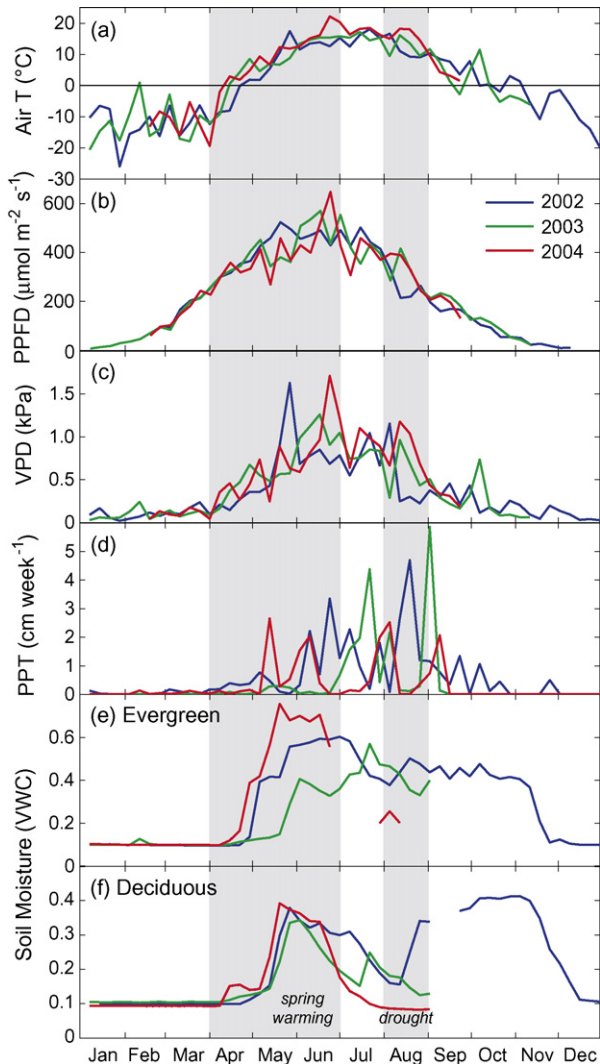 (a)
Air T (°C)
20
10
0
-10
-20
-30
(b)
PPFD (μmol m⁻² s⁻¹)
600
400
200
0
2002
2003
2004
(c)
VPD (kPa)
1.5
1.0
0.5
0
(d)
PPT (cm week⁻¹)
5
4
3
2
1
0
(e) Evergreen
Soil Moisture (VWC)
0.6
0.4
0.2
0
(f) Deciduous
0.4
0.3
0.2
0.1
0
spring
warming
drought
Jan Feb Mar Apr May Jun Jul Aug Sep Oct Nov Dec